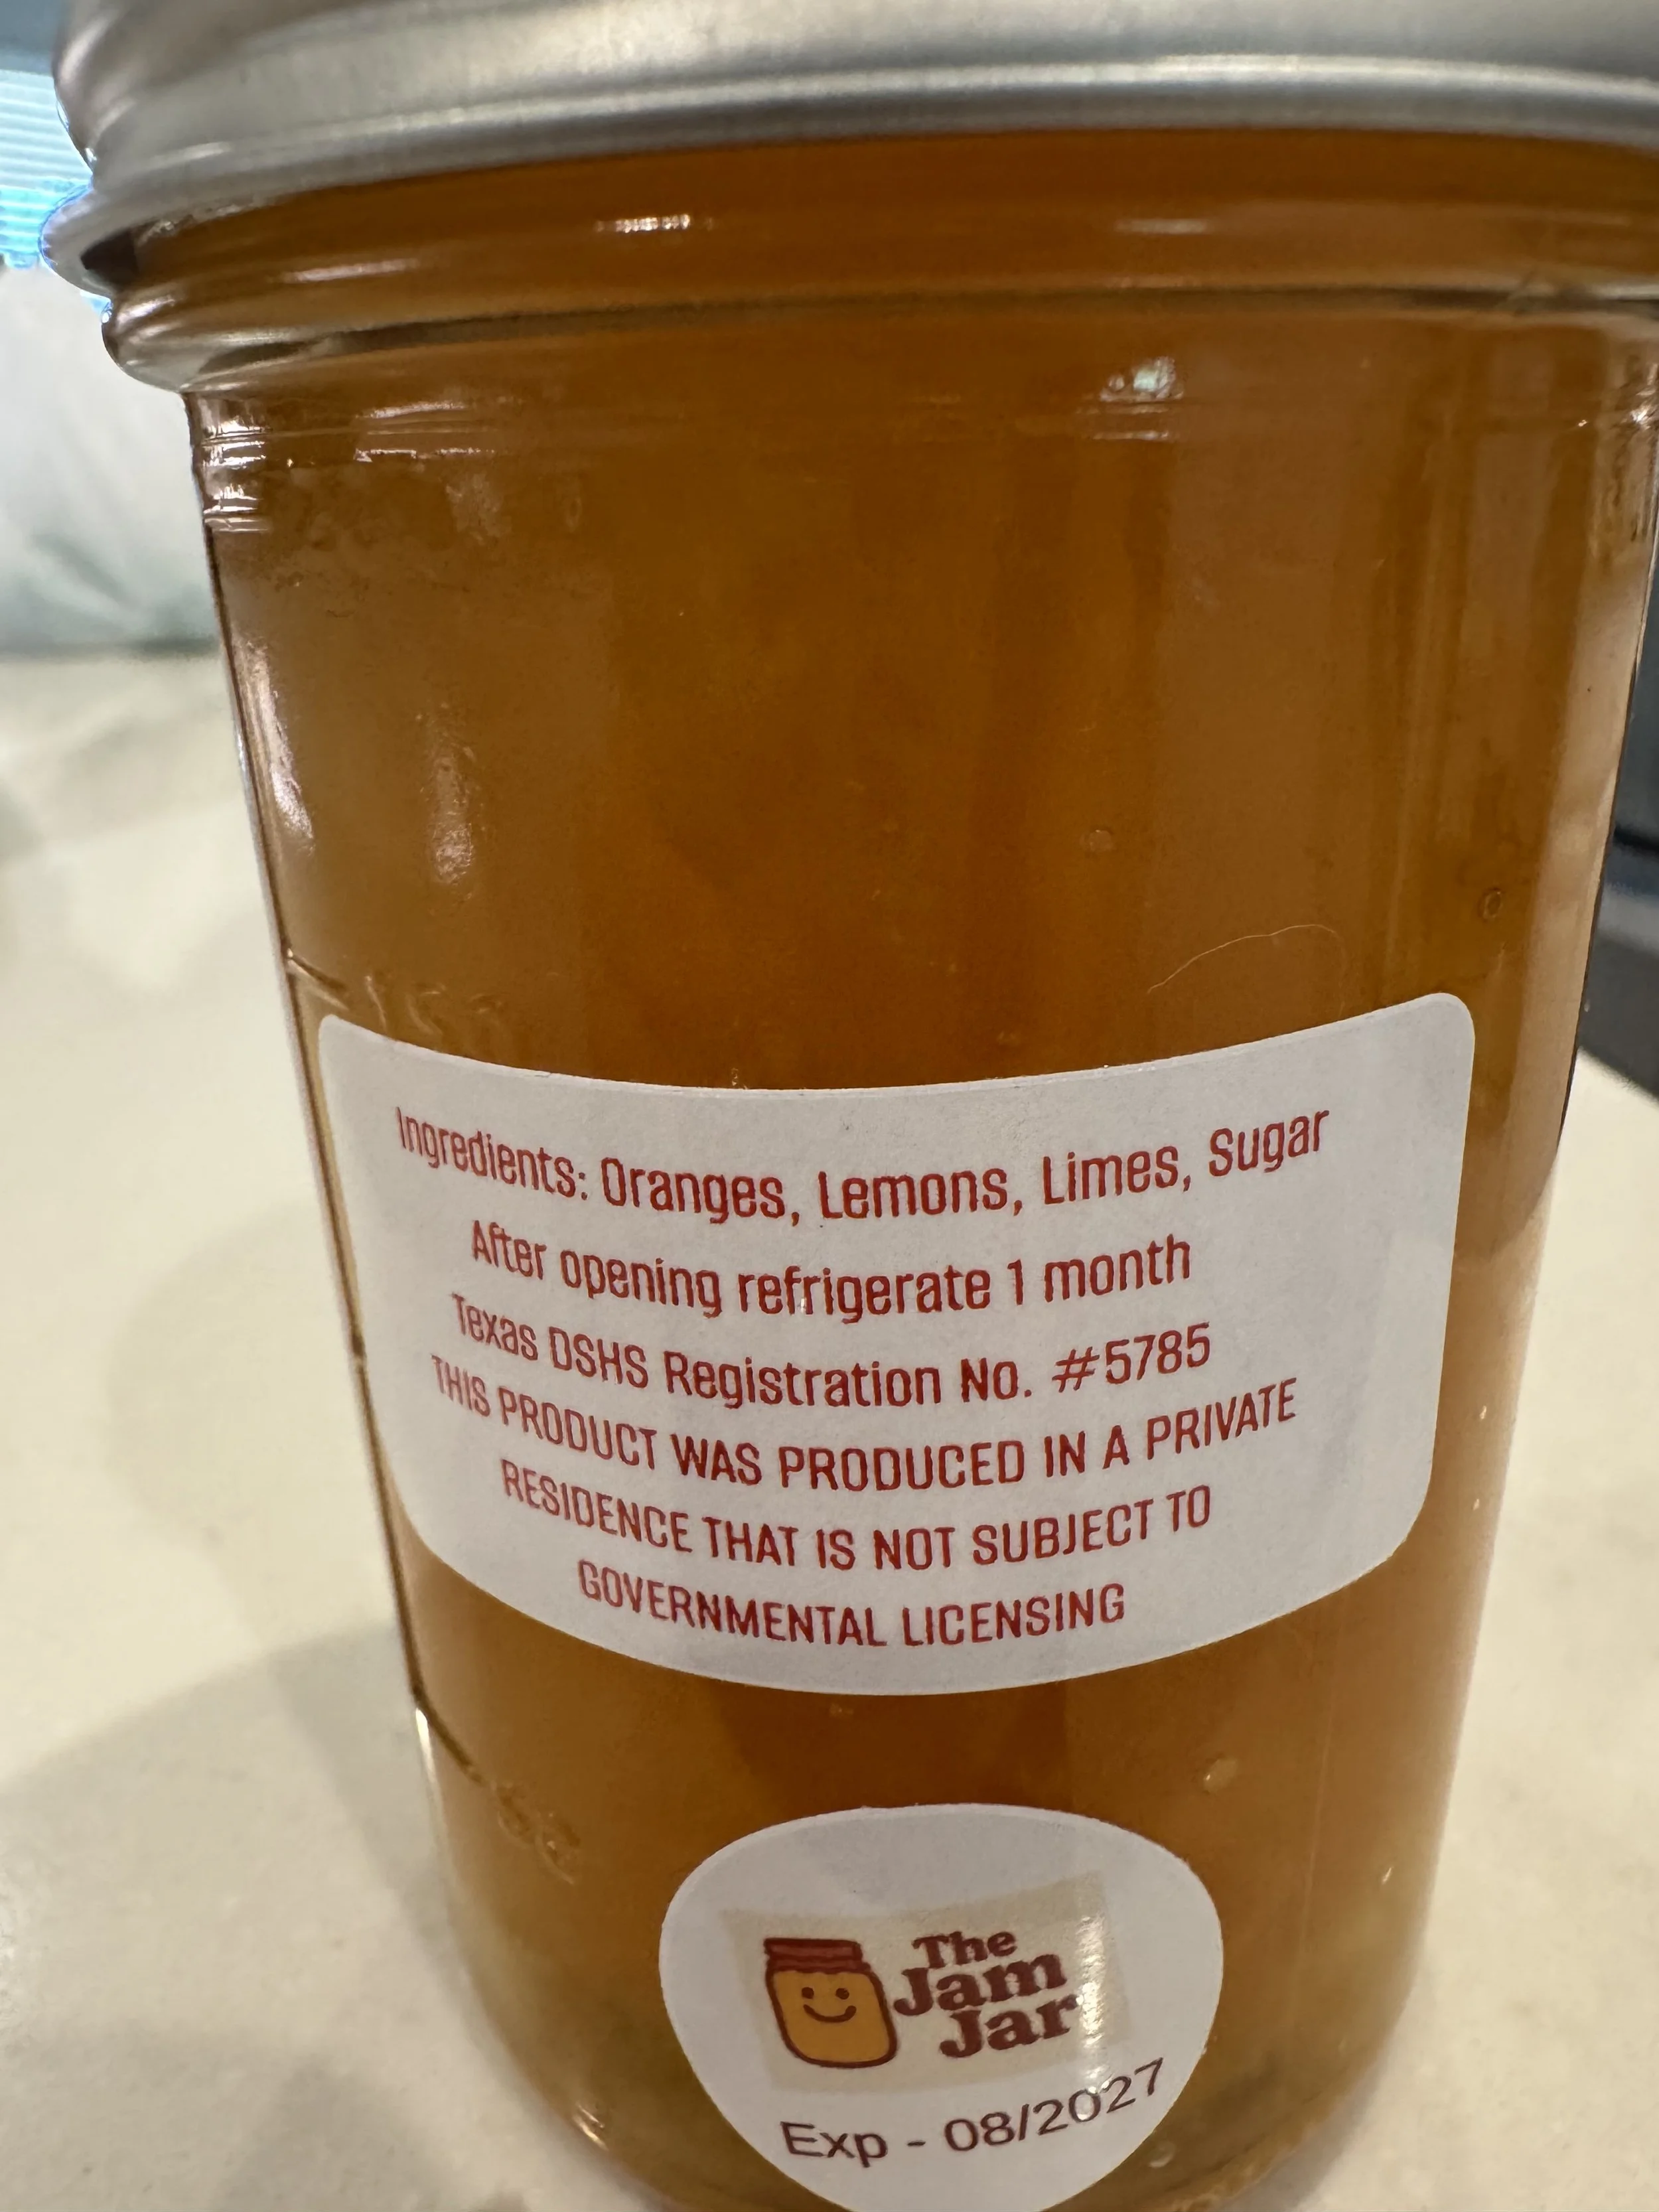 Ingredients: Oranges, Lemons, Limes, Sugar
After opening refrigerate 1 month
Texas DSHS Registration No. #5785
THIS PRODUCT WAS PRODUCED IN A PRIVATE
RESIDENCE THAT IS NOT SUBJECT TO
GOVERNMENTAL LICENSING
The
Jam
Jar
Exp - 08/2027